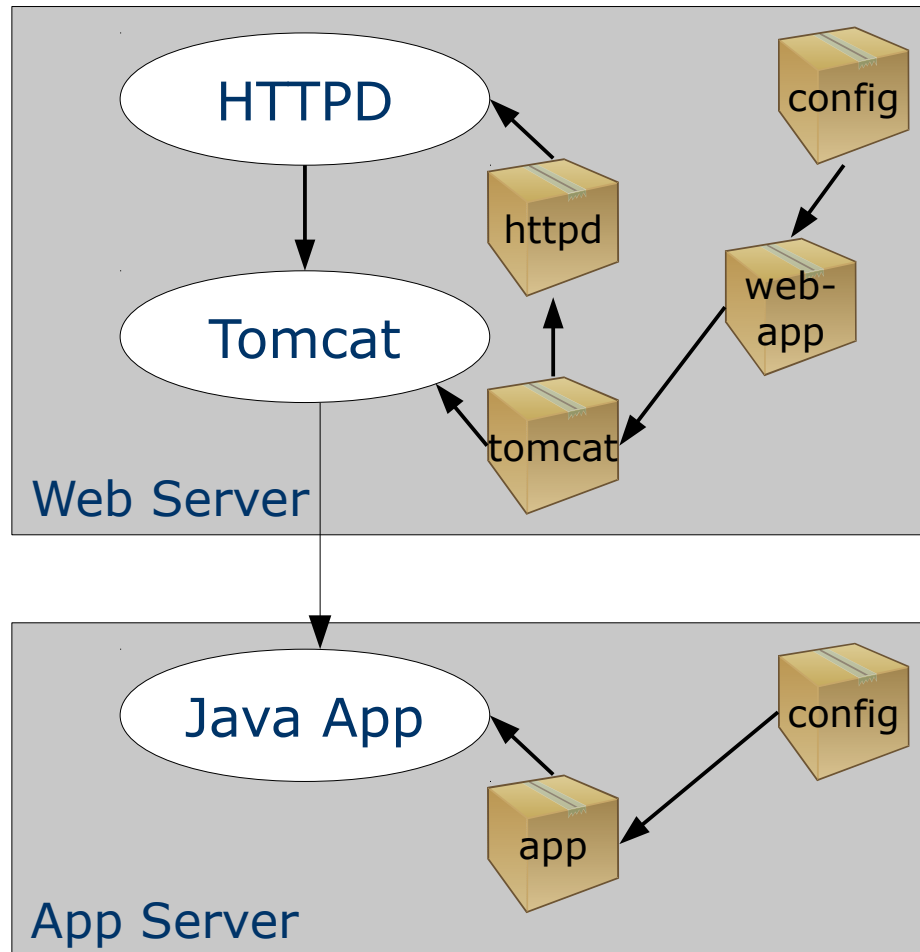 HTTPD
config
httpd
web-
app
Tomcat
tomcat
Web Server
Java App
config
app
App Server